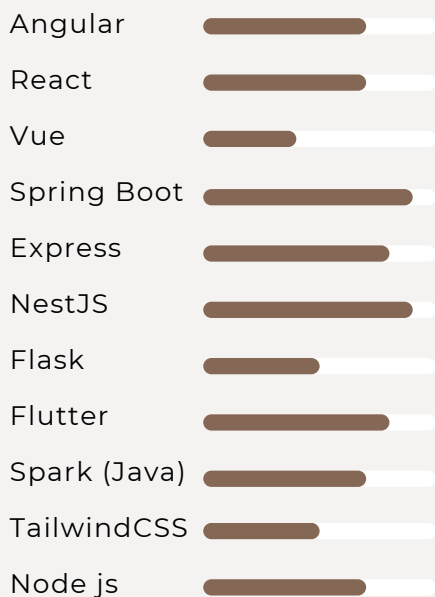 Angular
React
Vue
Spring Boot
Express
NestJS
Flask
Flutter
Spark (Java)
TailwindCSS
Node js